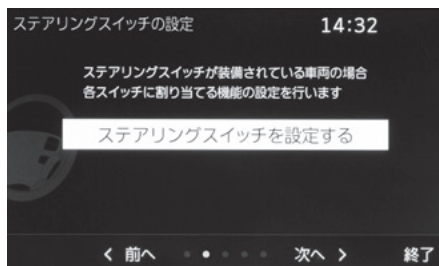 ステアリングスイッチの設定
14:32
ステアリングスイッチが装備されている車両の場合
各スイッチに割り当てる機能の設定を行います
ステアリングスイッチを設定する
< 前へ
次へ >
終了